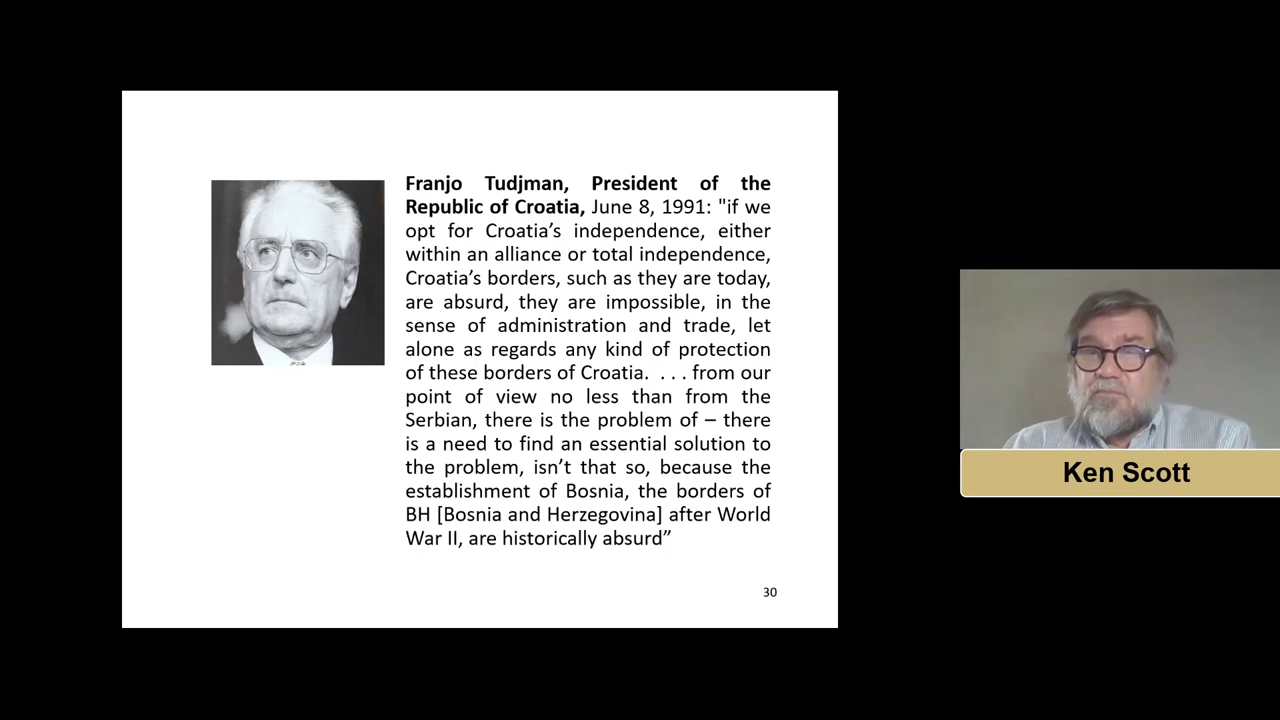 Franjo Tudjman, President of the
Republic of Croatia, June 8, 1991: "if we
opt for Croatia’s independence, either
within an alliance or total independence,
Croatia’s borders, such as they are today,
are absurd, they are impossible, in the
sense of administration and trade, let
alone as regards any kind of protection
of these borders of Croatia. . . . from our
point of view no less than from the
Serbian, there is the problem of – there
is a need to find an essential solution to
the problem, isn’t that so, because the
establishment of Bosnia, the borders of
BH [Bosnia and Herzegovina] after World
War II, are historically absurd”
30
Ken Scott